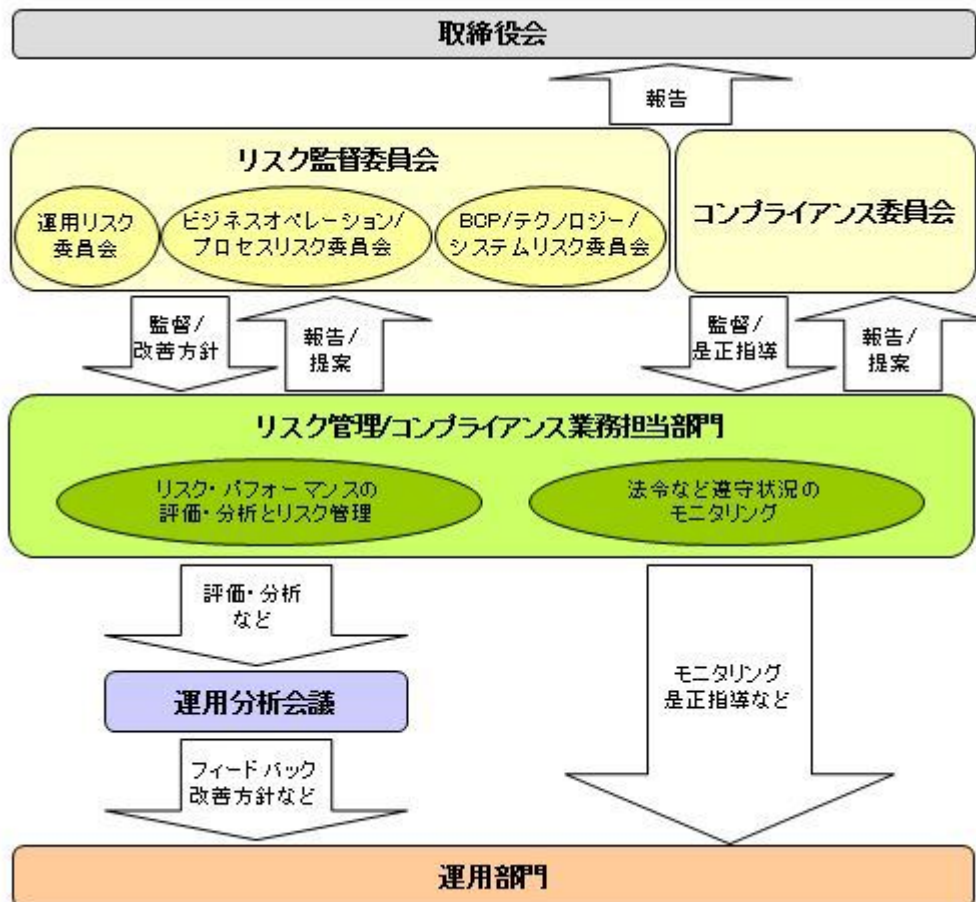 取締役会
報告
リスク監督委員会
運用リスク
委員会
ビジネスオペレーション/
プロセスリスク委員会
BCP/テクノロジー/
システムリスク委員会
コンプライアンス委員会
監督/
改善方針
報告/
提案
監督/
是正指導
報告/
提案
リスク管理/コンプライアンス業務担当部門
リスク・パフォーマンスの
評価・分析とリスク管理
法令など遵守状況の
モニタリング
評価・分析
など
運用分析会議
モニタリング
是正指導など
フィードバック
改善方針など
運用部門